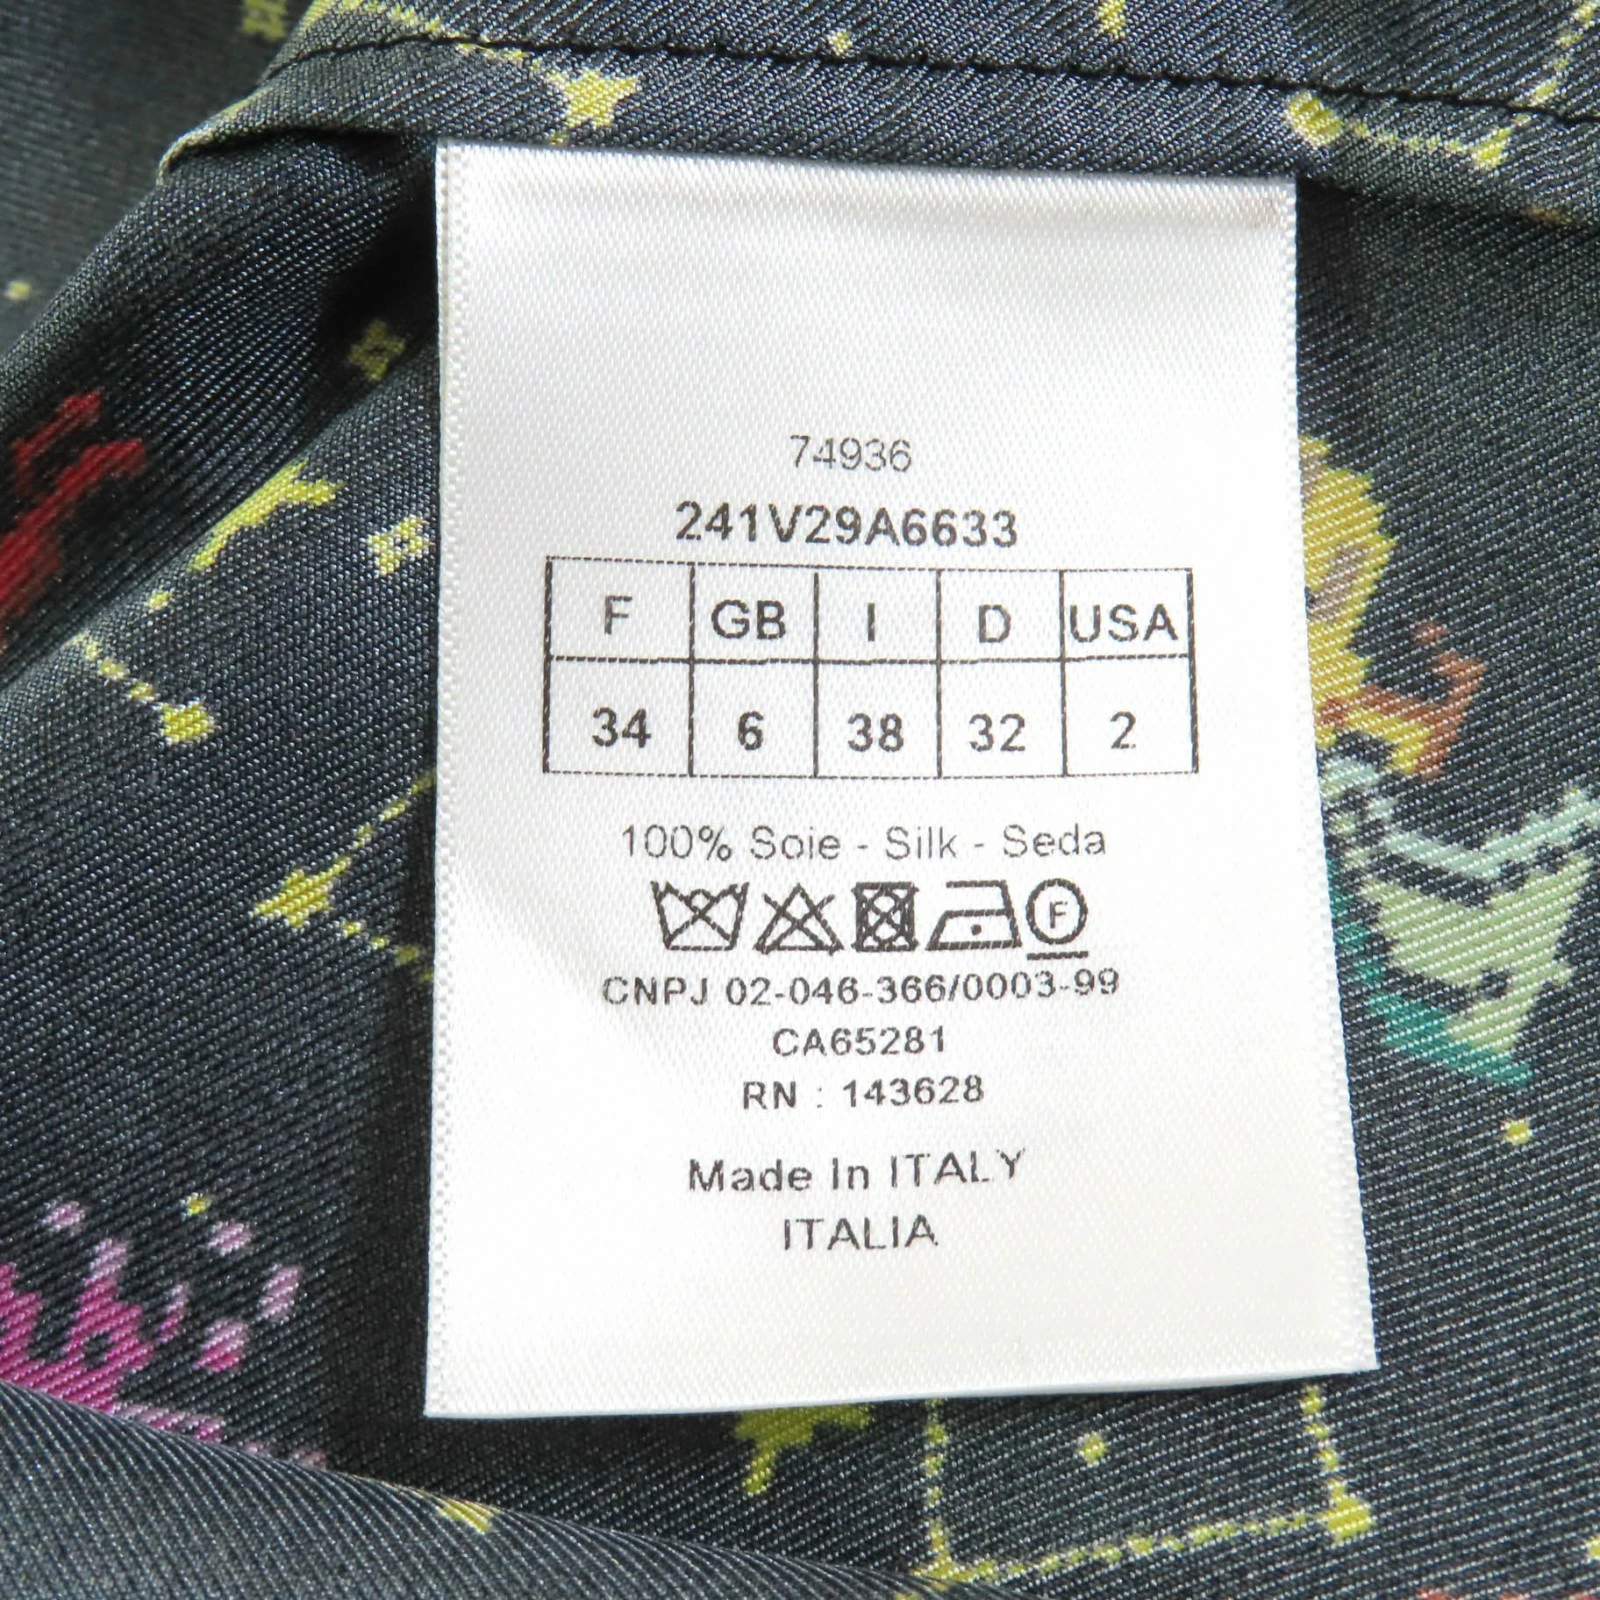 74936
241V29A6633
F GB I D USA
34 6 38 32 2
100% Soie - Silk - Seda
F
CNPJ 02-046-366/0003-99
CA65281
RN : 143628
Made In ITALY
ITALIA